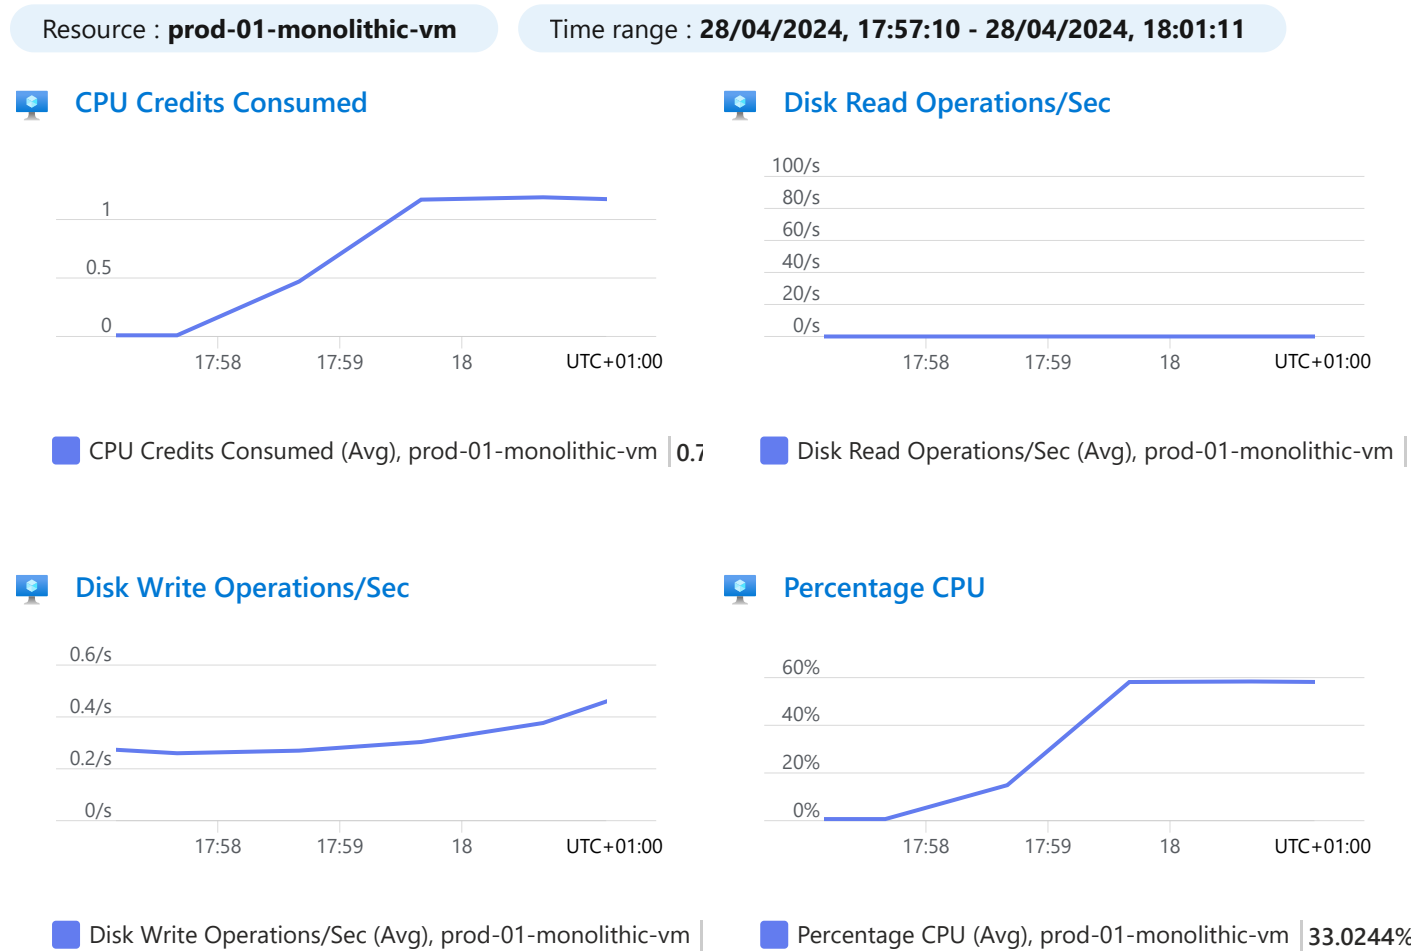 Resource : prod-01-monolithic-vm
Time range : 28/04/2024, 17:57:10 - 28/04/2024, 18:01:11
CPU Credits Consumed
1
0.5
0
17:58 17:59 18 UTC+01:00
CPU Credits Consumed (Avg), prod-01-monolithic-vm 0.7
Disk Read Operations/Sec
100/s
80/s
60/s
40/s
20/s
0/s
17:58 17:59 18 UTC+01:00
Disk Read Operations/Sec (Avg), prod-01-monolithic-vm
Disk Write Operations/Sec
0.6/s
0.4/s
0.2/s
0/s
17:58 17:59 18 UTC+01:00
Disk Write Operations/Sec (Avg), prod-01-monolithic-vm
Percentage CPU
60%
40%
20%
0%
17:58 17:59 18 UTC+01:00
Percentage CPU (Avg), prod-01-monolithic-vm 33.0244%